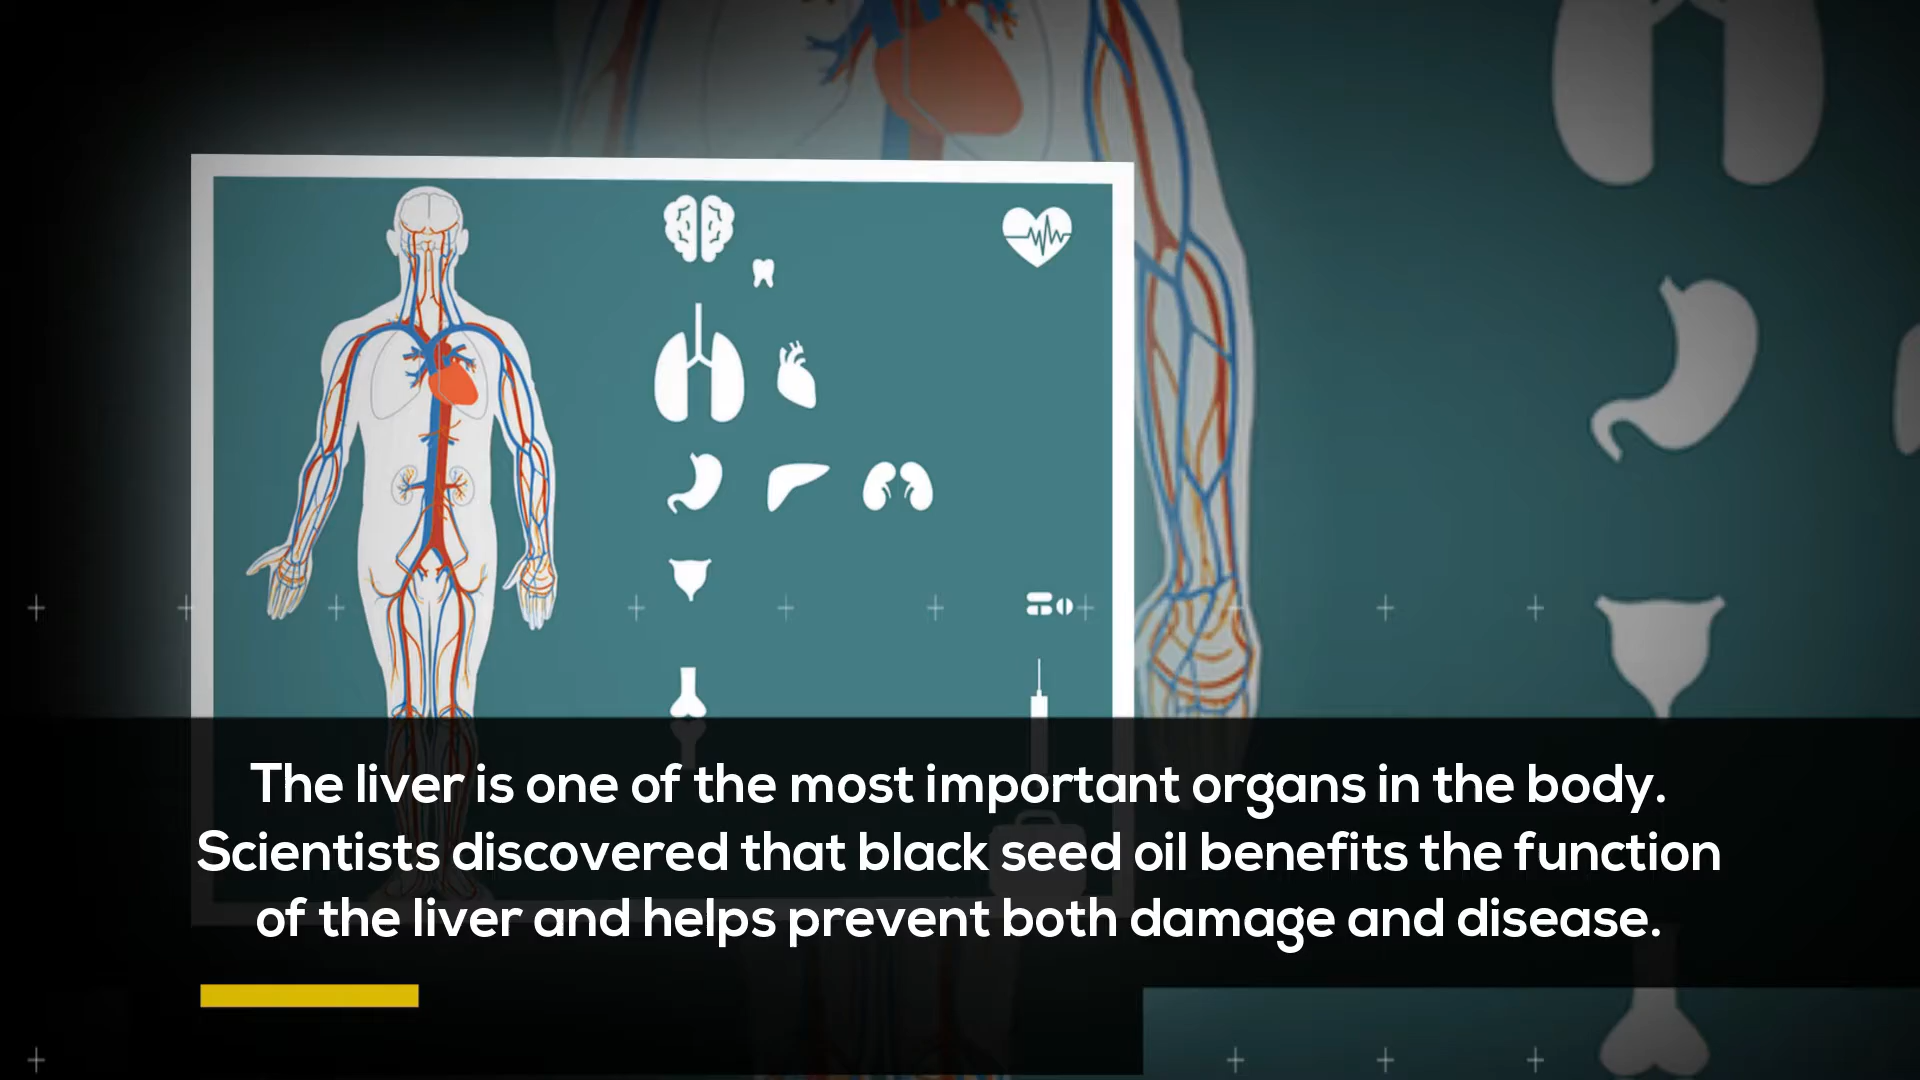 The liver is one of the most important organs in the body.
Scientists discovered that black seed oil benefits the function
of the liver and helps prevent both damage and disease.